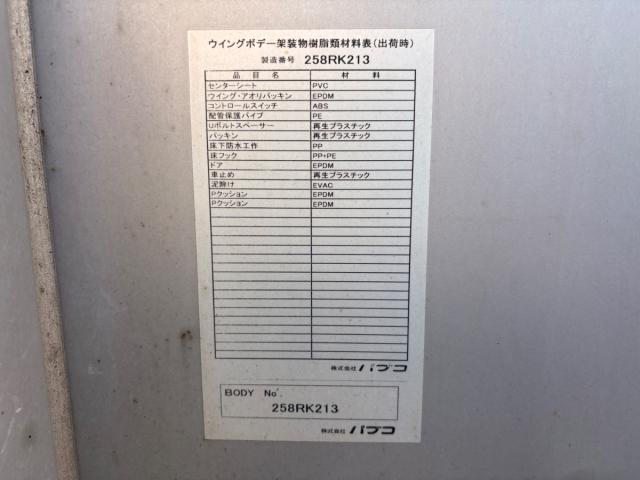 ウイングボデー架装物樹脂類材料表(出荷時)
製造番号 258RK213
品目名 材料
センターシート PVC
ウイング・アオリパッキン EPDM
コントロールスイッチ ABS
配管保護パイプ PE
Uボルトスペーサー 再生プラスチック
パッキン 再生プラスチック
床下防水工作 PP
床フック PP+PE
ドア EPDM
車止め 再生プラスチック
泥除け EVAC
Pクッション EPDM
Pクッション EPDM
株式会社 パブコ
BODY No.
258RK213
株式会社 パブコ